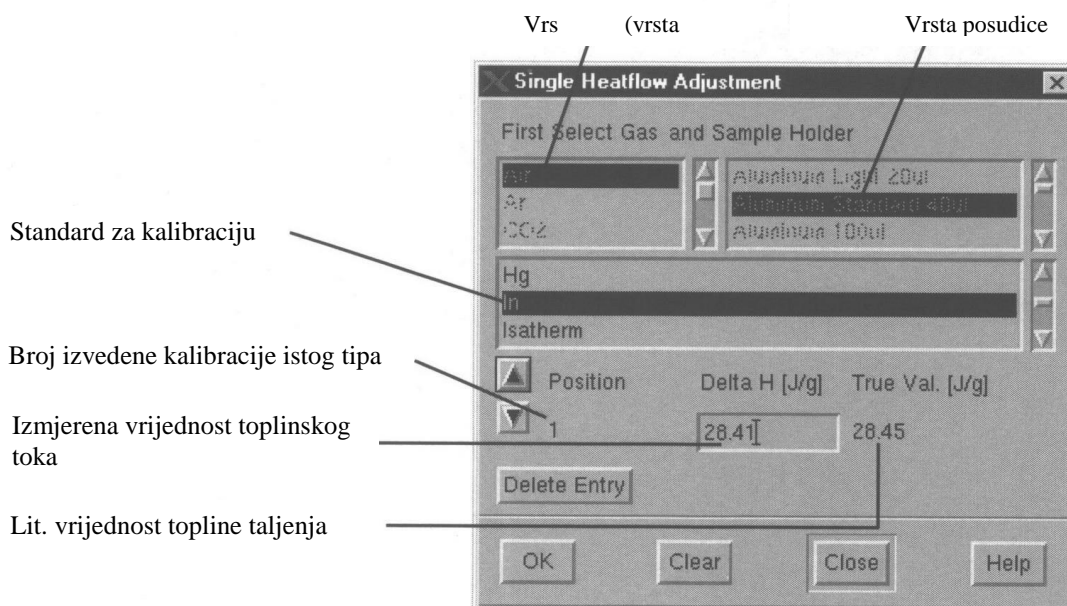 Vrs (vrsta
Vrsta posudice
Single Heatflow Adjustment
First Select Gas and Sample Holder
Air
Ar
CO2
Aluminum Light 20ul
Aluminum Standard 40ul
Aluminum 100ul
Standard za kalibraciju
Hg
In
Isatherm
Broj izvedene kalibracije istog tipa
Position Delta H [J/g] True Val. [J/g]
1 28.41 28.45
Izmjerena vrijednost toplinskog
toka
Delete Entry
Lit. vrijednost topline taljenja
OK Clear Close Help